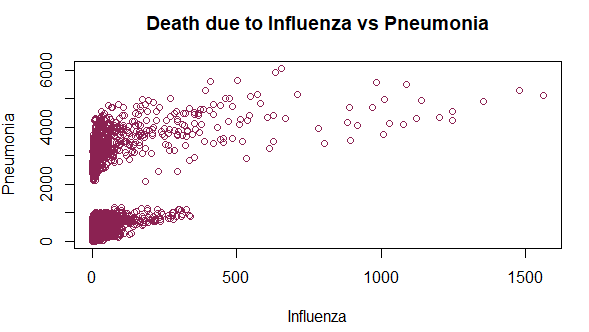 Death due to Influenza vs Pneumonia
Pneumonia
6000
4000
2000
0
0 500 1000 1500
Influenza